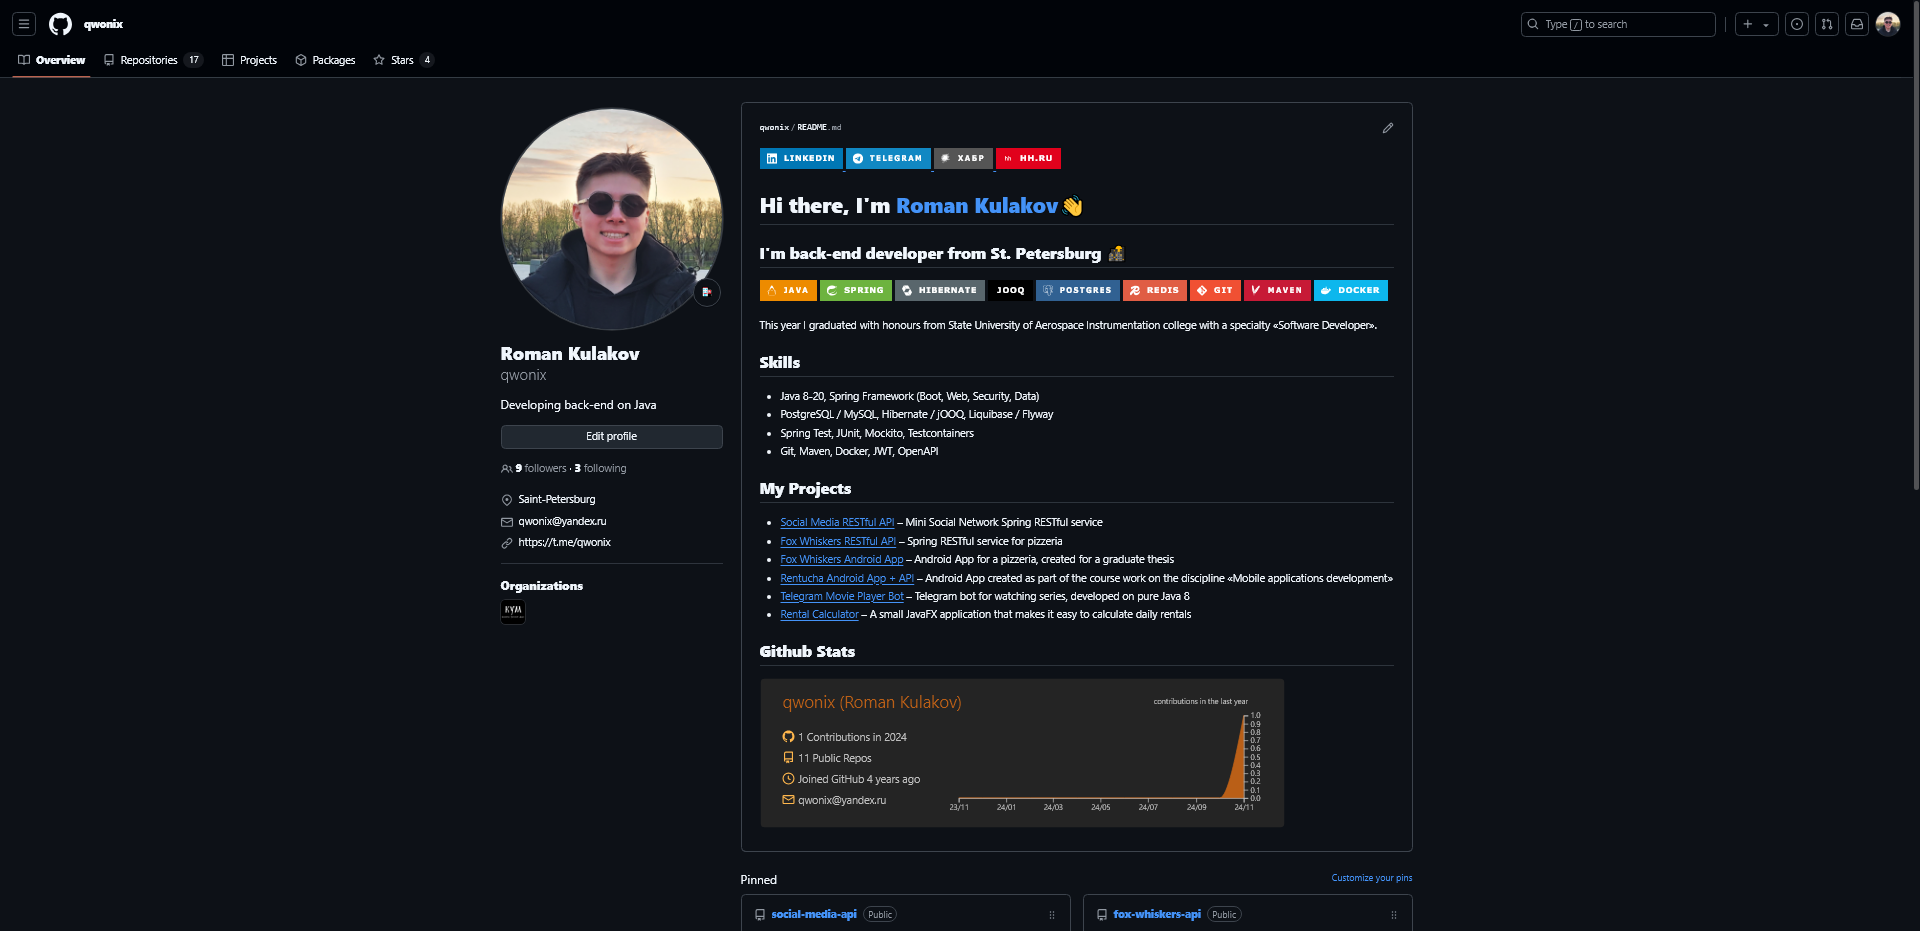 qwonix
Type / to search
Overview Repositories 17 Projects Packages Stars 4
qwonix / README.md
LINKEDIN TELEGRAM ХАБР hh HH.RU
Hi there, I'm Roman Kulakov
I'm back-end developer from St. Petersburg
JAVA SPRING HIBERNATE JOOQ POSTGRES REDIS GIT MAVEN DOCKER
This year I graduated with honours from State University of Aerospace Instrumentation college with a specialty «Software Developer».
Skills
Java 8-20, Spring Framework (Boot, Web, Security, Data)
PostgreSQL / MySQL, Hibernate / jOOQ, Liquibase / Flyway
Spring Test, JUnit, Mockito, Testcontainers
Git, Maven, Docker, JWT, OpenAPI
My Projects
Social Media RESTful API – Mini Social Network Spring RESTful service
Fox Whiskers RESTful API – Spring RESTful service for pizzeria
Fox Whiskers Android App – Android App for a pizzeria, created for a graduate thesis
Rentucha Android App + API – Android App created as part of the course work on the discipline «Mobile applications development»
Telegram Movie Player Bot – Telegram bot for watching series, developed on pure Java 8
Rental Calculator – A small JavaFX application that makes it easy to calculate daily rentals
Github Stats
qwonix (Roman Kulakov)
contributions in the last year
1 Contributions in 2024
11 Public Repos
Joined GitHub 4 years ago
qwonix@yandex.ru
1.0
0.9
0.8
0.7
0.6
0.5
0.4
0.3
0.2
0.1
0.0
23/11 24/01 24/03 24/05 24/07 24/09 24/11
Roman Kulakov
qwonix
Developing back-end on Java
Edit profile
9 followers · 3 following
Saint-Petersburg
qwonix@yandex.ru
https://t.me/qwonix
Organizations
KYM
Pinned
Customize your pins
social-media-api Public
fox-whiskers-api Public